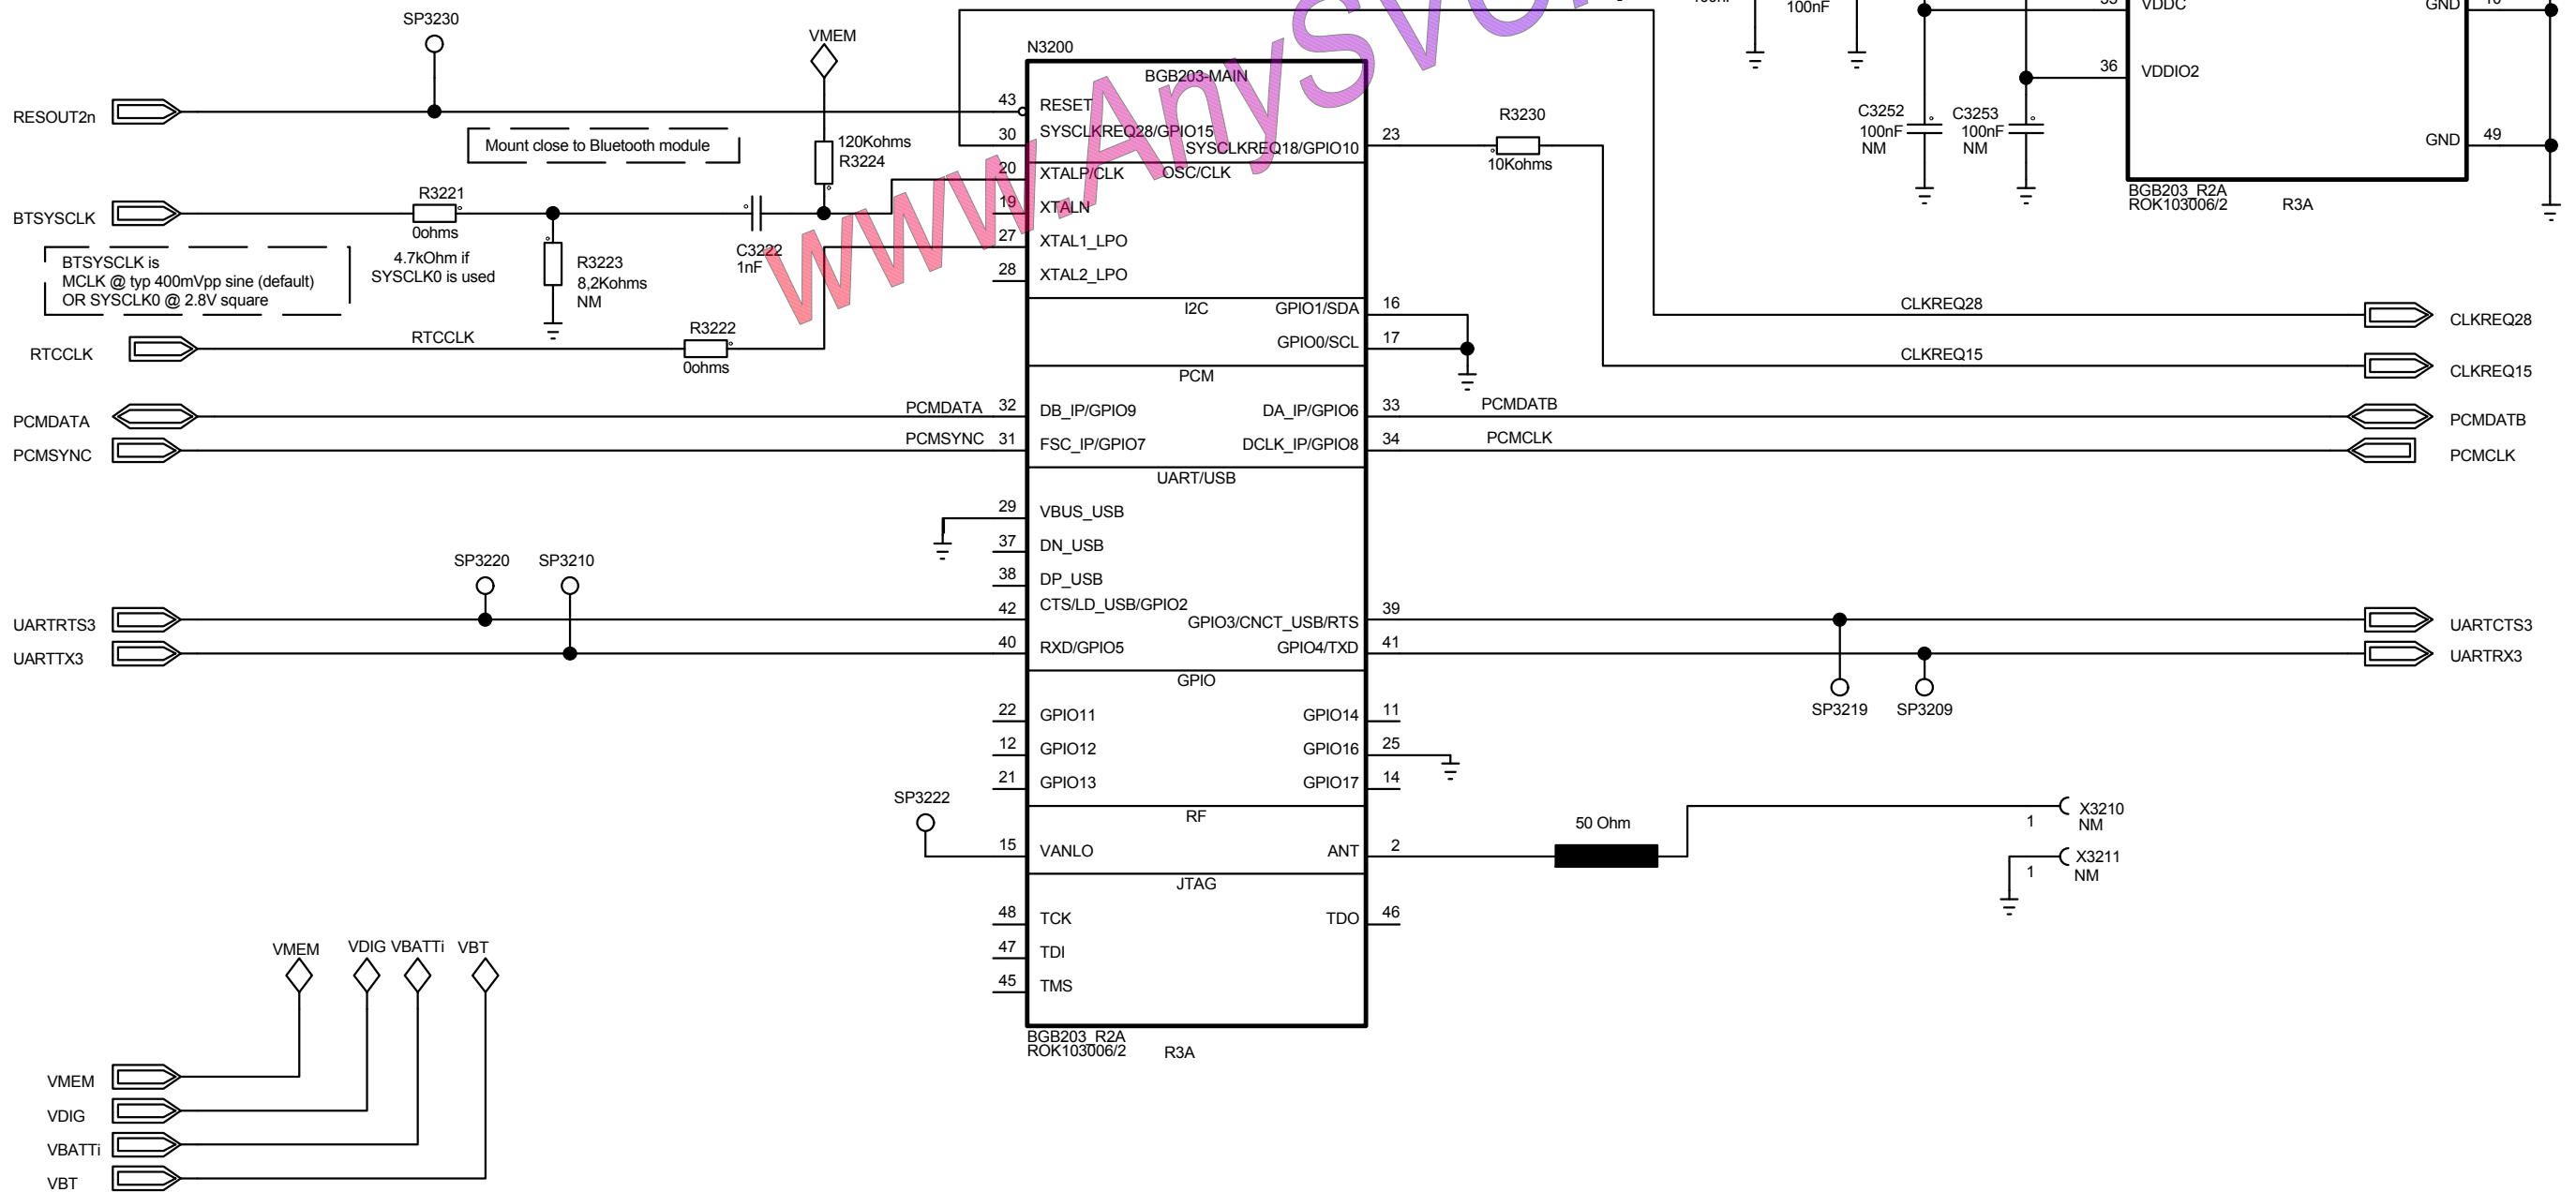 SP3230
VMEM
N3200
100nF
VDDC
GND
BGB203-MAIN
RESOUT2n
43
RESET
30
SYSCLKREQ28/GPIO15
SYSCLKREQ18/GPIO10
23
R3230
10Kohms
36
VDDIO2
C3252
100nF
NM
C3253
100nF
NM
GND
49
BGB203_R2A
ROK103006/2
R3A
Mount close to Bluetooth module
120Kohms
R3224
20
XTALP/CLK
OSC/CLK
BTSYSCLK
R3221
0ohms
C3222
1nF
19
XTALN
27
XTAL1_LPO
28
XTAL2_LPO
BTSYSCLK is
MCLK @ typ 400mVpp sine (default)
OR SYSCLK0 @ 2.8V square
4.7kOhm if
SYSCLK0 is used
R3223
8,2Kohms
NM
I2C
GPIO1/SDA
16
GPIO0/SCL
17
CLKREQ28
CLKREQ28
RTCCLK
RTCCLK
R3222
0ohms
CLKREQ15
CLKREQ15
PCM
PCMDATA
PCMDATA
32
DB_IP/GPIO9
DA_IP/GPIO6
33
PCMDATB
PCMDATB
PCMSYNC
PCMSYNC
31
FSC_IP/GPIO7
DCLK_IP/GPIO8
34
PCMCLK
PCMCLK
UART/USB
29
VBUS_USB
37
DN_USB
38
DP_USB
SP3220
SP3210
UARTRTS3
42
CTS/LD_USB/GPIO2
GPIO3/CNCT_USB/RTS
39
UARTCTS3
UARTTX3
40
RXD/GPIO5
GPIO4/TXD
41
UARTRX3
SP3219
SP3209
GPIO
22
GPIO11
GPIO14
11
12
GPIO12
GPIO16
25
21
GPIO13
GPIO17
14
SP3222
RF
15
VANLO
ANT
2
50 Ohm
1
X3210
NM
1
X3211
NM
JTAG
48
TCK
TDO
46
47
TDI
45
TMS
BGB203_R2A
ROK103006/2
R3A
VMEM
VDIG
VBATTi
VBT
VMEM
VDIG
VBATTi
VBT